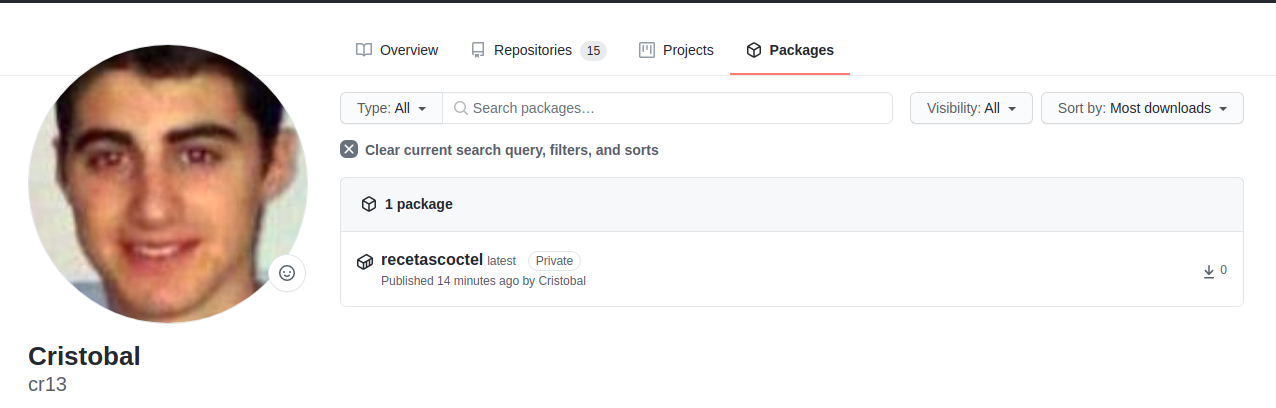 Overview Repositories 15 Projects Packages
Type: All Search packages… Visibility: All Sort by: Most downloads
Clear current search query, filters, and sorts
1 package
recetascoctel latest Private
0
Published 14 minutes ago by Cristobal
Cristobal
cr13